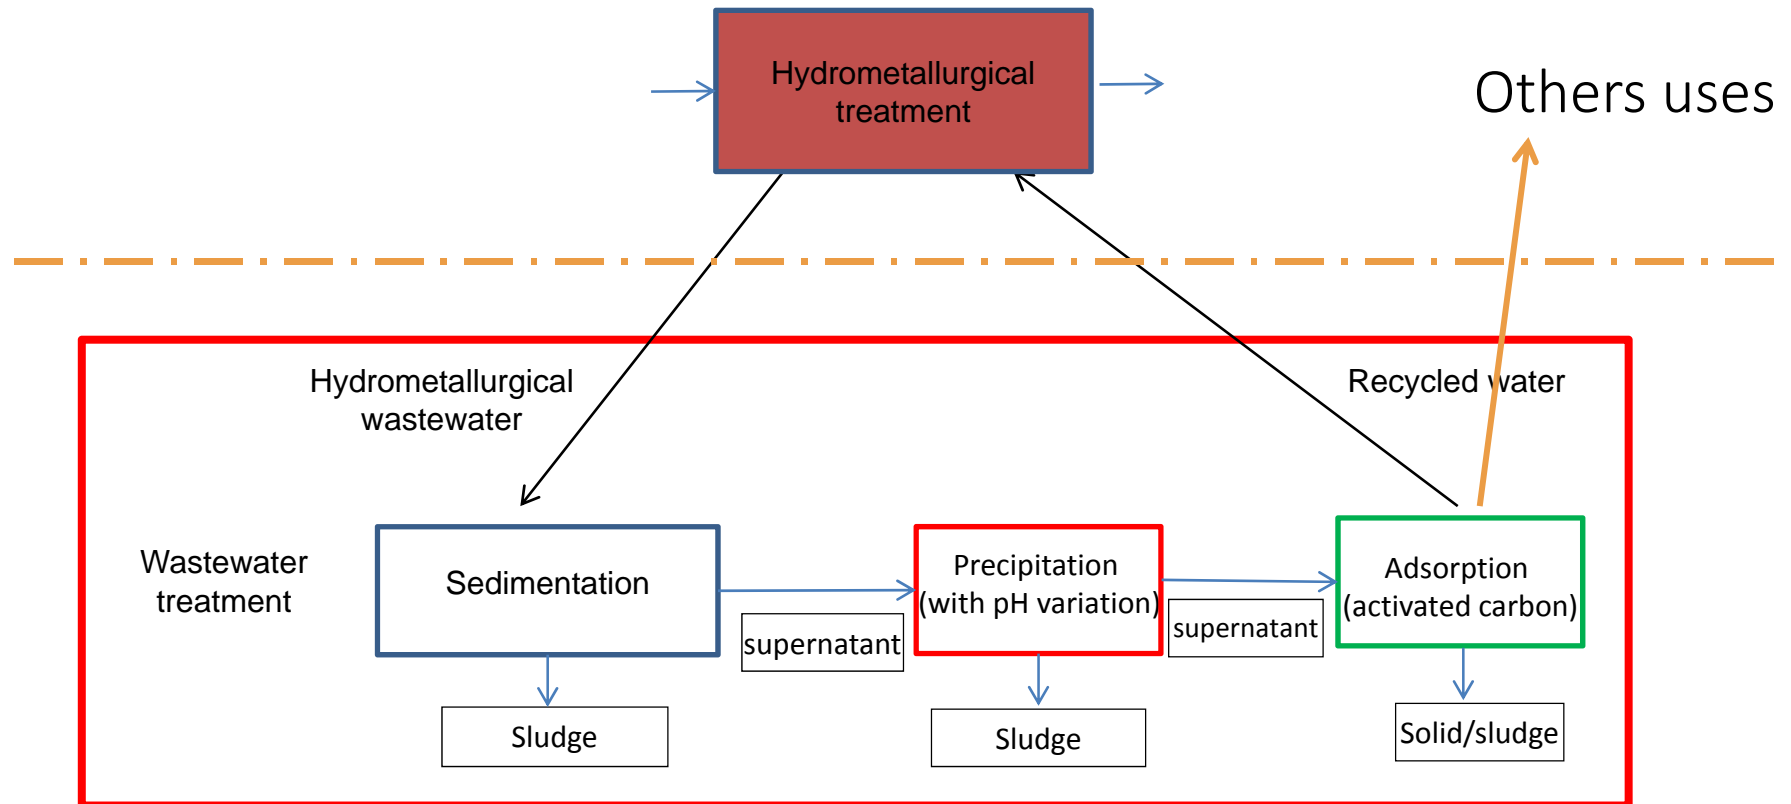 Hydrometallurgical
treatment
Others uses
Hydrometallurgical
wastewater
Recycled water
Wastewater
treatment
Sedimentation
supernatant
Precipitation
(with pH variation)
supernatant
Adsorption
(activated carbon)
Sludge
Sludge
Solid/sludge